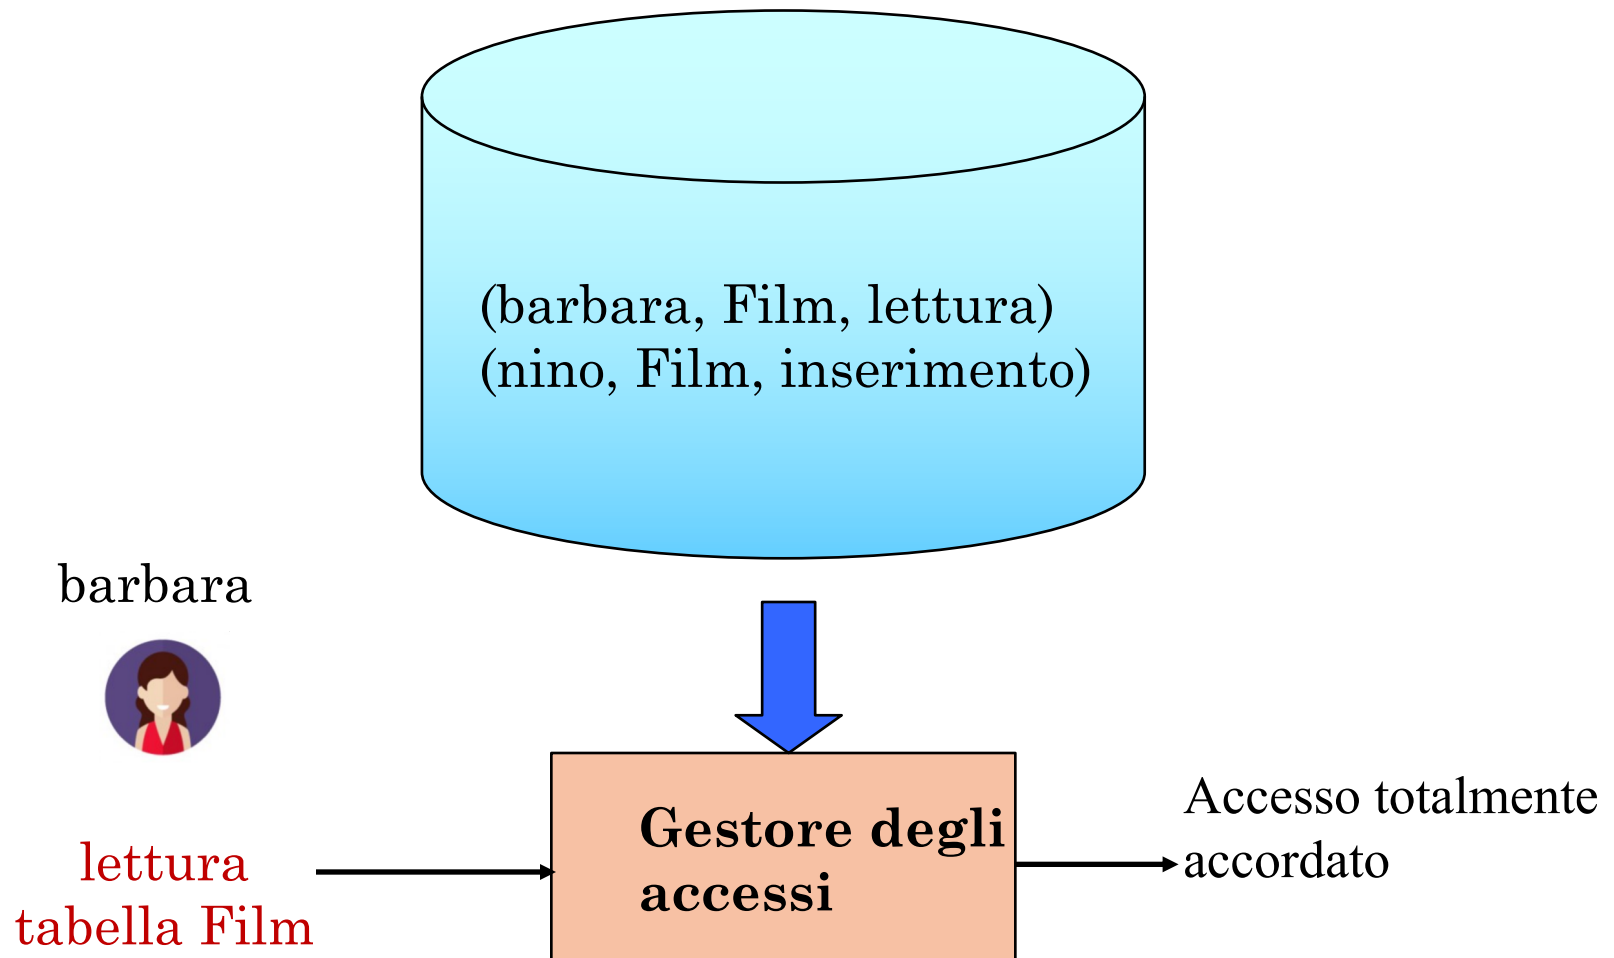 (barbara, Film, lettura)
(nino, Film, inserimento)
barbara
lettura
tabella Film
Gestore degli
accessi
Accesso totalmente
accordato